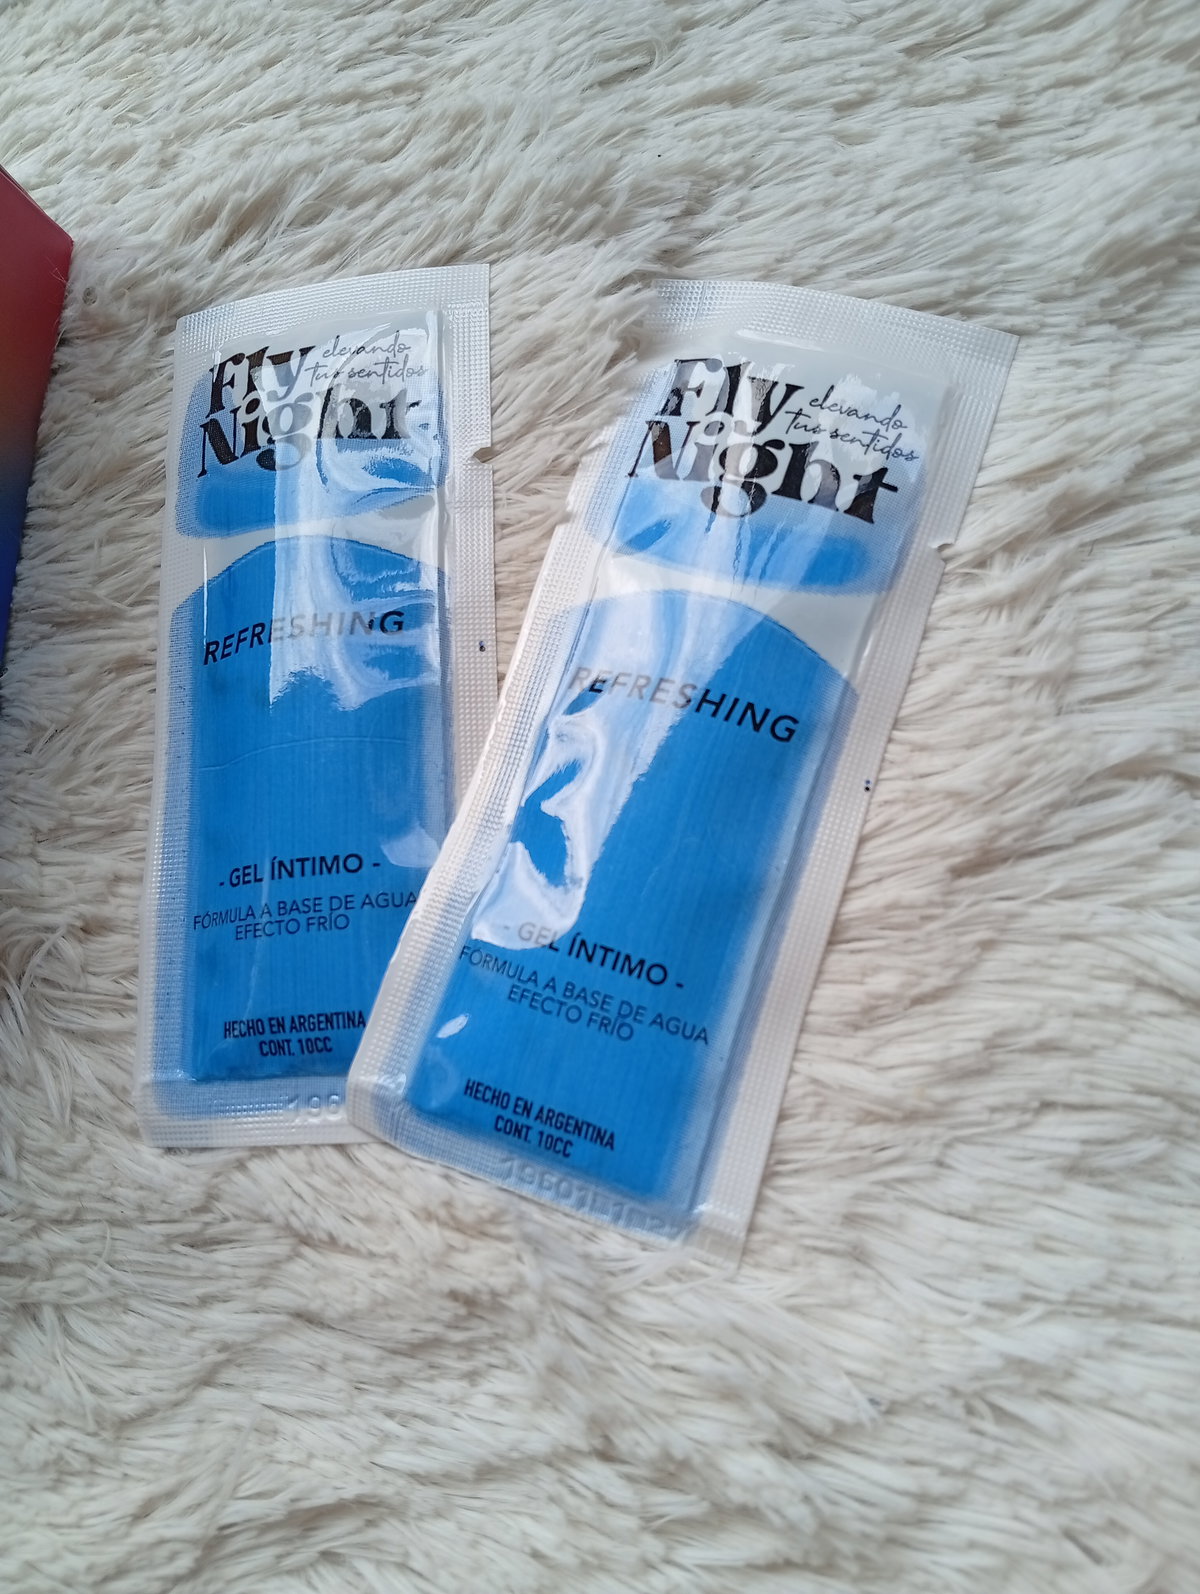 Fly
elevando
tus sentidos
Night
REFRESHING
- GEL ÍNTIMO -
FÓRMULA A BASE DE AGUA
EFECTO FRÍO
HECHO EN ARGENTINA
CONT. 10CC
Fly
elevando
tus sentidos
Night
REFRESHING
- GEL ÍNTIMO -
FÓRMULA A BASE DE AGUA
EFECTO FRÍO
HECHO EN ARGENTINA
CONT. 10CC